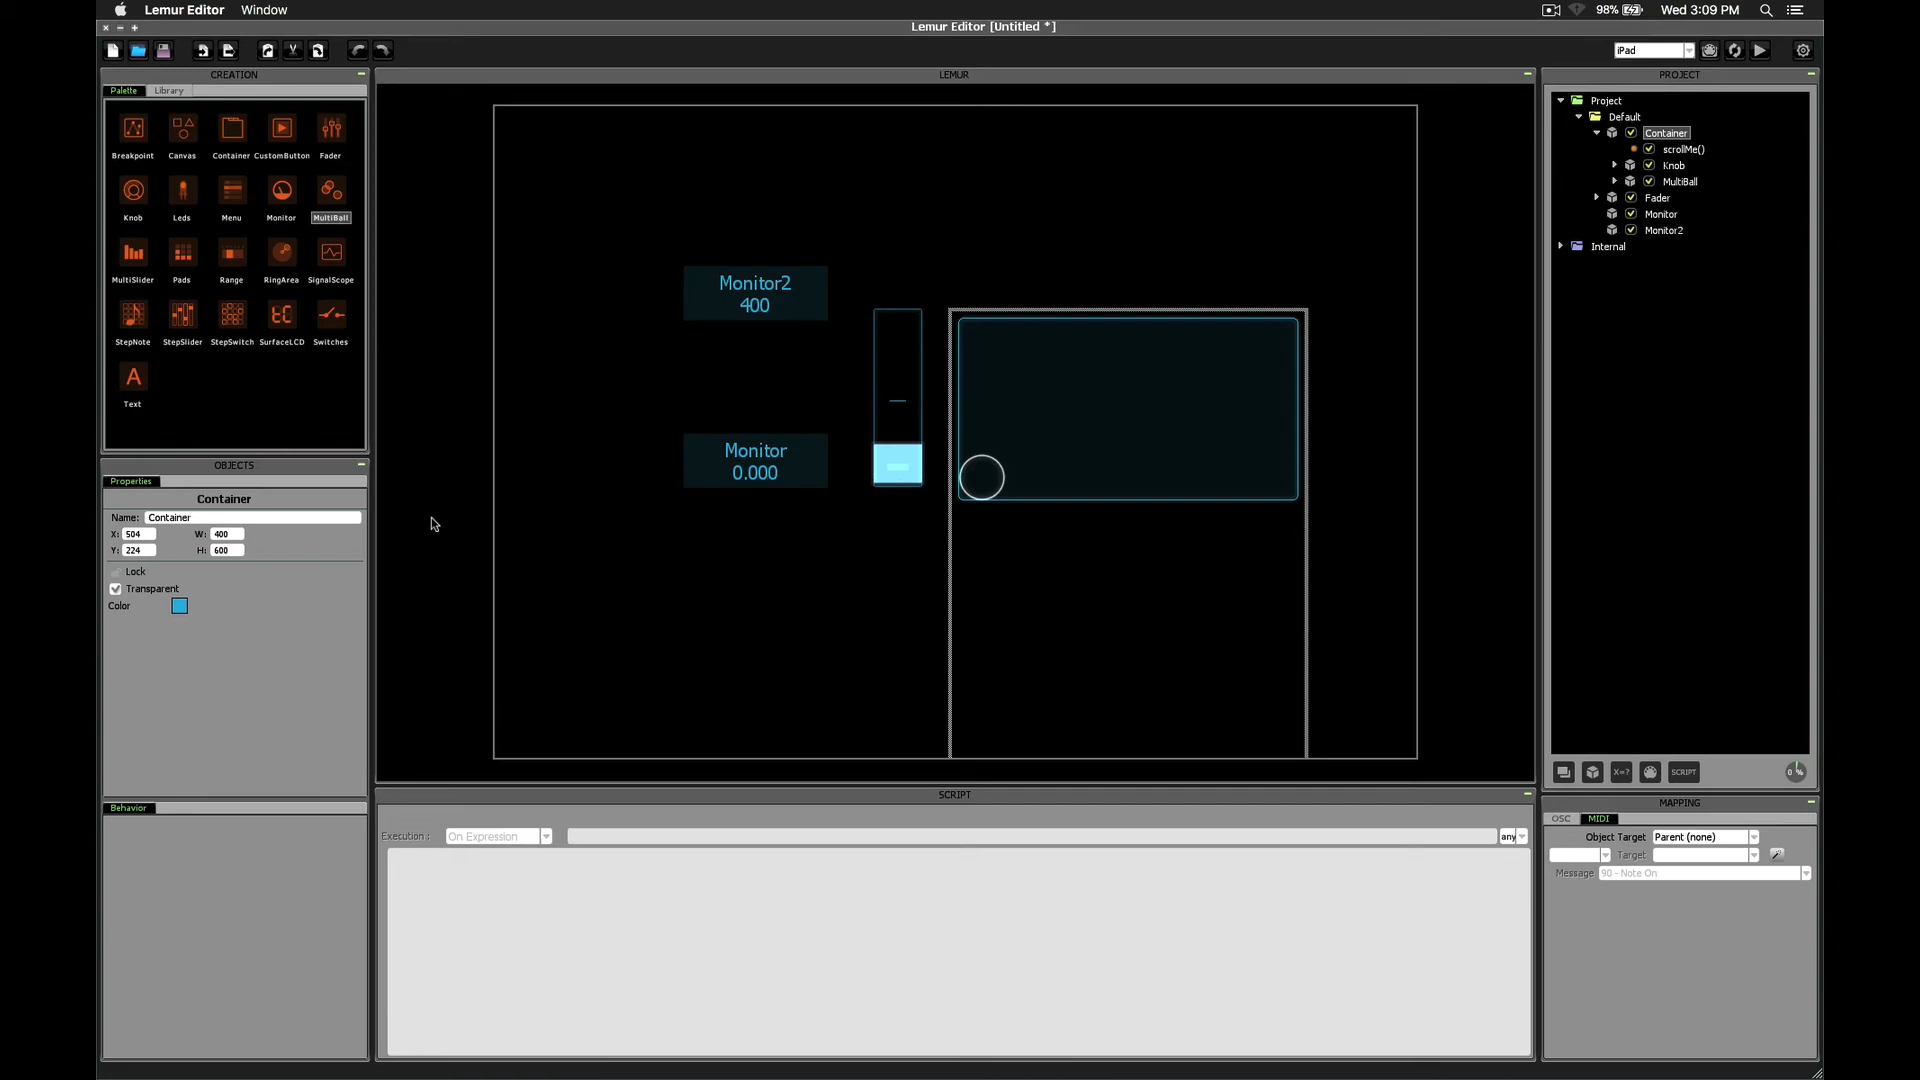 Lemur Editor Window 98% Wed 3:09 PM
Lemur Editor [Untitled *]
iPad
CREATION
Palette Library
Breakpoint Canvas Container CustomButton Fader
Knob Leds Menu Monitor MultiBall
MultiSlider Pads Range RingArea SignalScope
StepNote StepSlider StepSwitch SurfaceLCD Switches
A
Text
OBJECTS
Properties
Container
Name: Container
X: 504 W: 400
Y: 224 H: 600
Lock
Transparent
Color
Behavior
LEMUR
Monitor2
400
Monitor
0.000
SCRIPT
Execution : On Expression any
PROJECT
Project
Default
Container
scrollMe()
Knob
MultiBall
Fader
Monitor
Monitor2
Internal
X=? SCRIPT 0 %
MAPPING
OSC MIDI
Object Target Parent (none)
Target
Message 90 - Note On